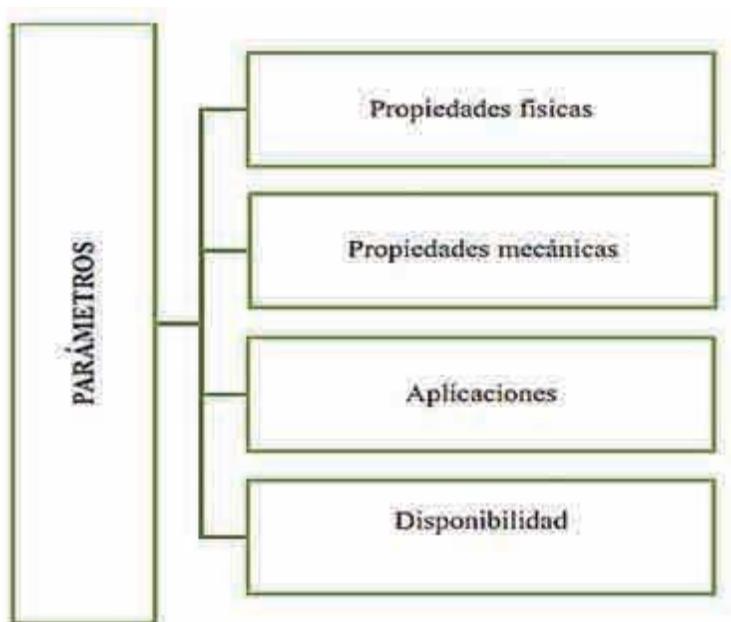 PARÁMETROS
Propiedades físicas
Propiedades mecánicas
Aplicaciones
Disponibilidad